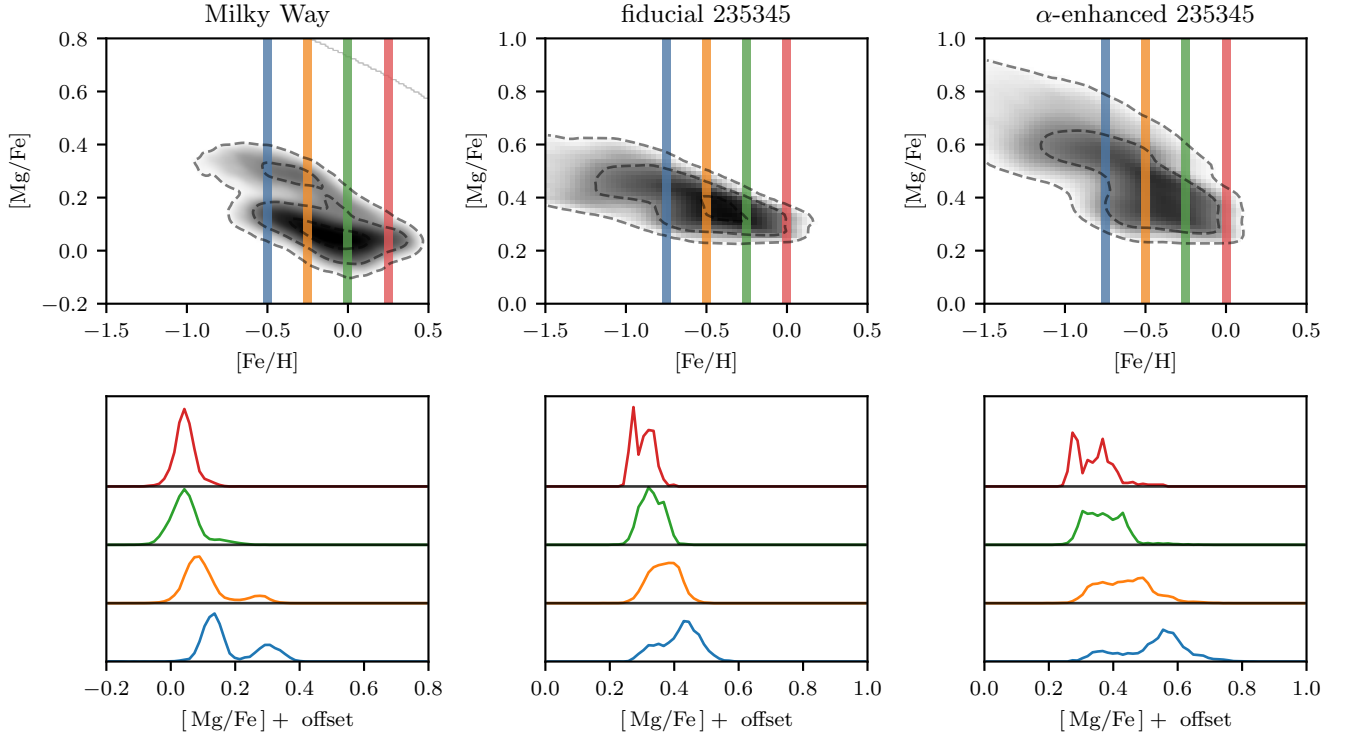 Milky Way
fiducial 235345
α-enhanced 235345
0.8
0.6
0.4
0.2
0.0
−0.2
[Mg/Fe]
−1.5 −1.0 −0.5 0.0 0.5
[Fe/H]
1.0
0.8
0.6
0.4
0.2
0.0
[Mg/Fe]
−1.5 −1.0 −0.5 0.0 0.5
[Fe/H]
1.0
0.8
0.6
0.4
0.2
0.0
[Mg/Fe]
−1.5 −1.0 −0.5 0.0 0.5
[Fe/H]
−0.2 0.0 0.2 0.4 0.6 0.8
[Mg/Fe] + offset
0.0 0.2 0.4 0.6 0.8 1.0
[Mg/Fe] + offset
0.0 0.2 0.4 0.6 0.8 1.0
[Mg/Fe] + offset